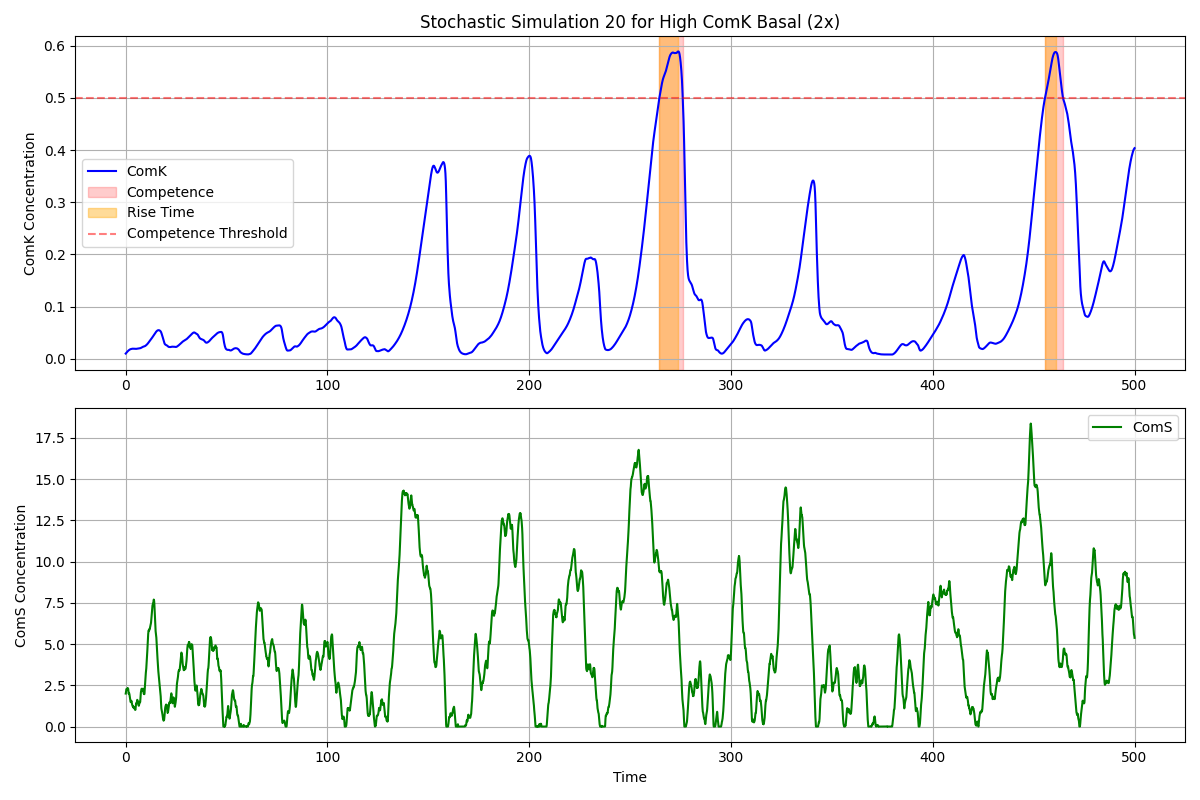 Stochastic Simulation 20 for High ComK Basal (2x)
ComK Concentration
0.6
0.5
0.4
0.3
0.2
0.1
0.0
ComK
Competence
Rise Time
Competence Threshold
0 100 200 300 400 500
ComS Concentration
17.5
15.0
12.5
10.0
7.5
5.0
2.5
0.0
ComS
0 100 200 300 400 500
Time